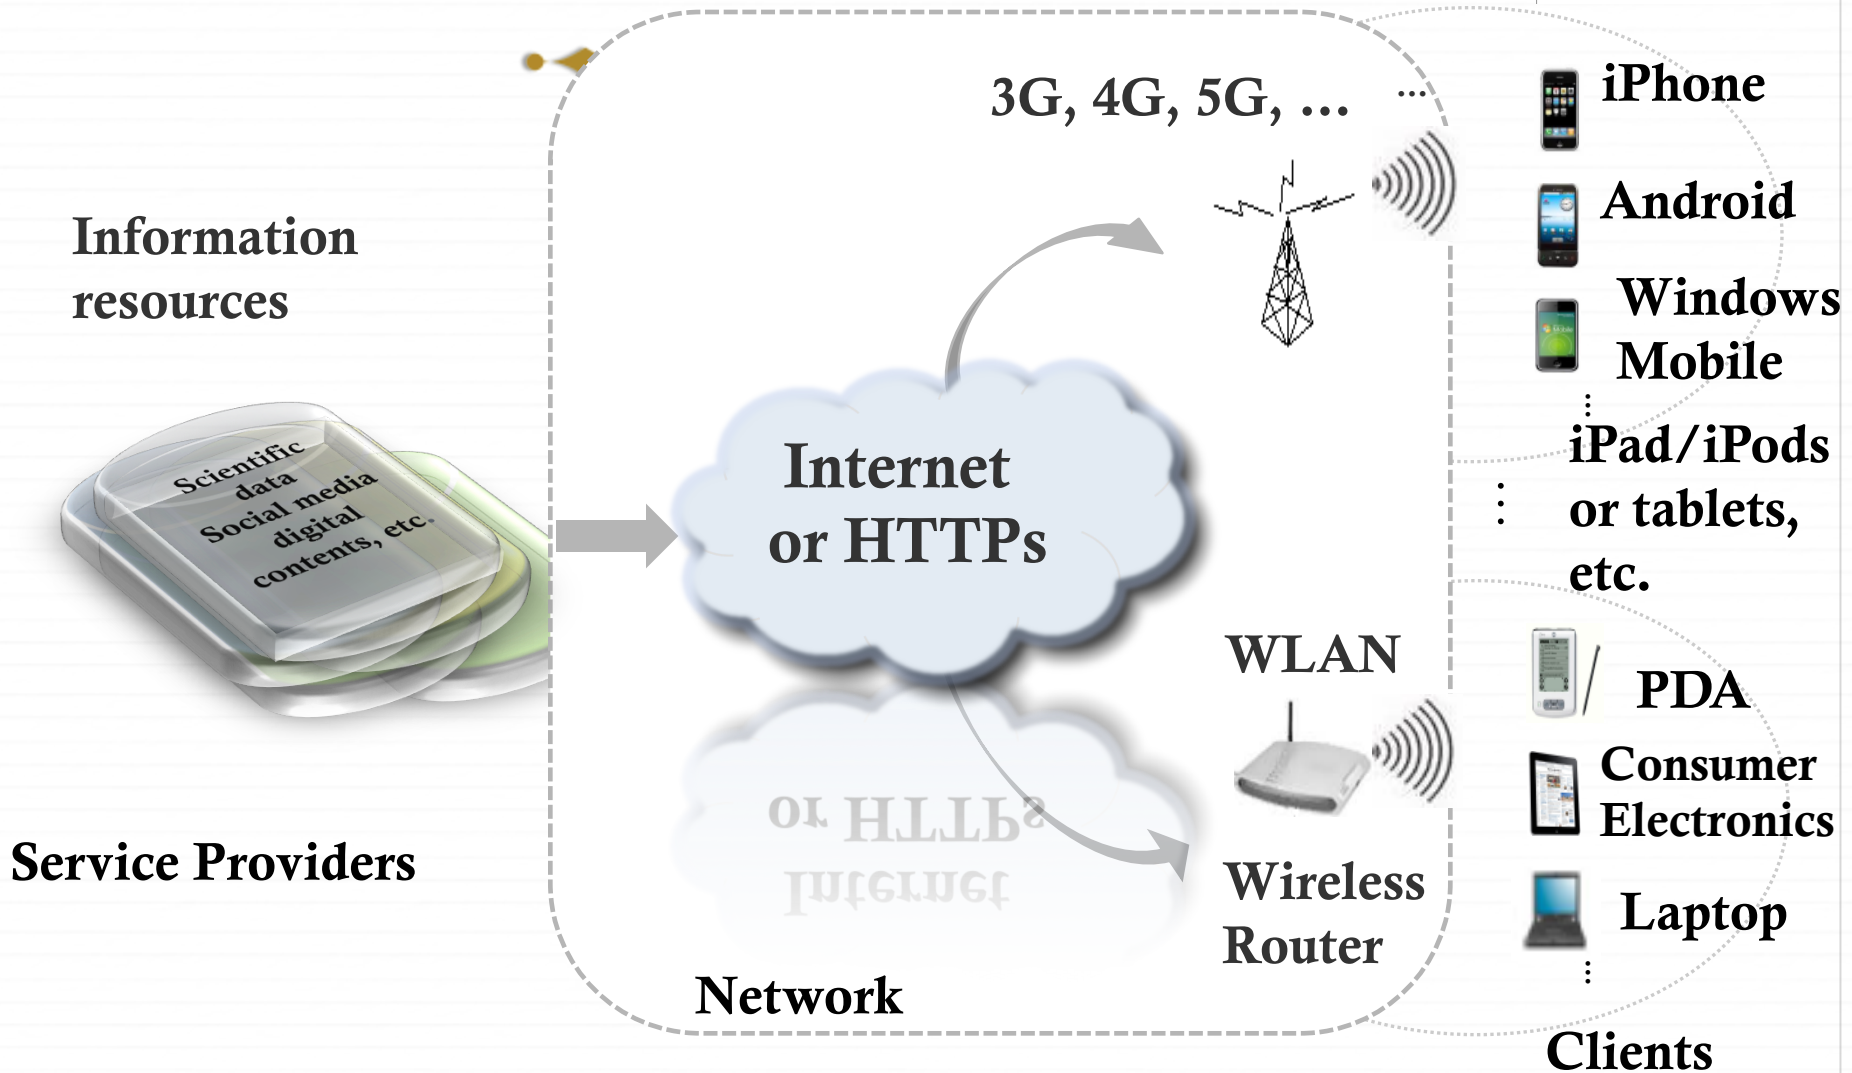 Information
resources
Scientific
data
Social media
digital
contents, etc.
Service Providers
3G, 4G, 5G, ...
...
Internet
or HTTPs
WLAN
Wireless
Router
Network
iPhone
Android
Windows
Mobile
...
iPad/iPods
or tablets,
etc.
...
PDA
Consumer
Electronics
Laptop
...
Clients